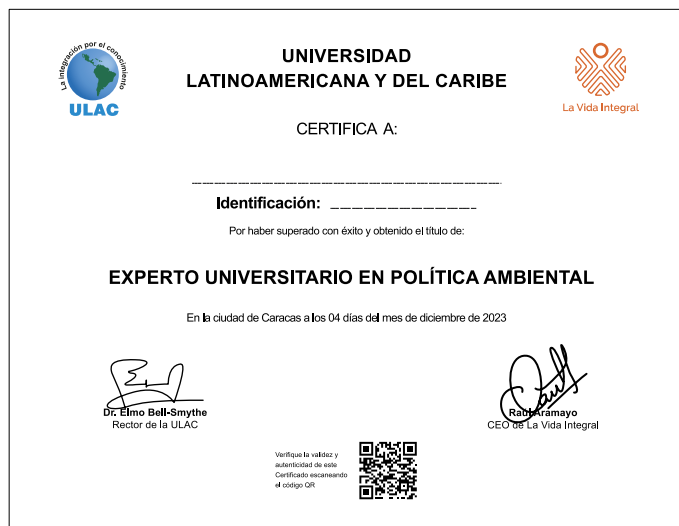 La integración por el conocimiento
ULAC
UNIVERSIDAD
LATINOAMERICANA Y DEL CARIBE
La Vida Integral
CERTIFICA A:
Identificación:
Por haber superado con éxito y obtenido el título de:
EXPERTO UNIVERSITARIO EN POLÍTICA AMBIENTAL
En la ciudad de Caracas a los 04 días del mes de diciembre de 2023
Dr. Elmo Bell-Smythe
Rector de la ULAC
Raul Aramayo
CEO de La Vida Integral
Verifique la validez y
autenticidad de este
Certificado escaneando
el código QR